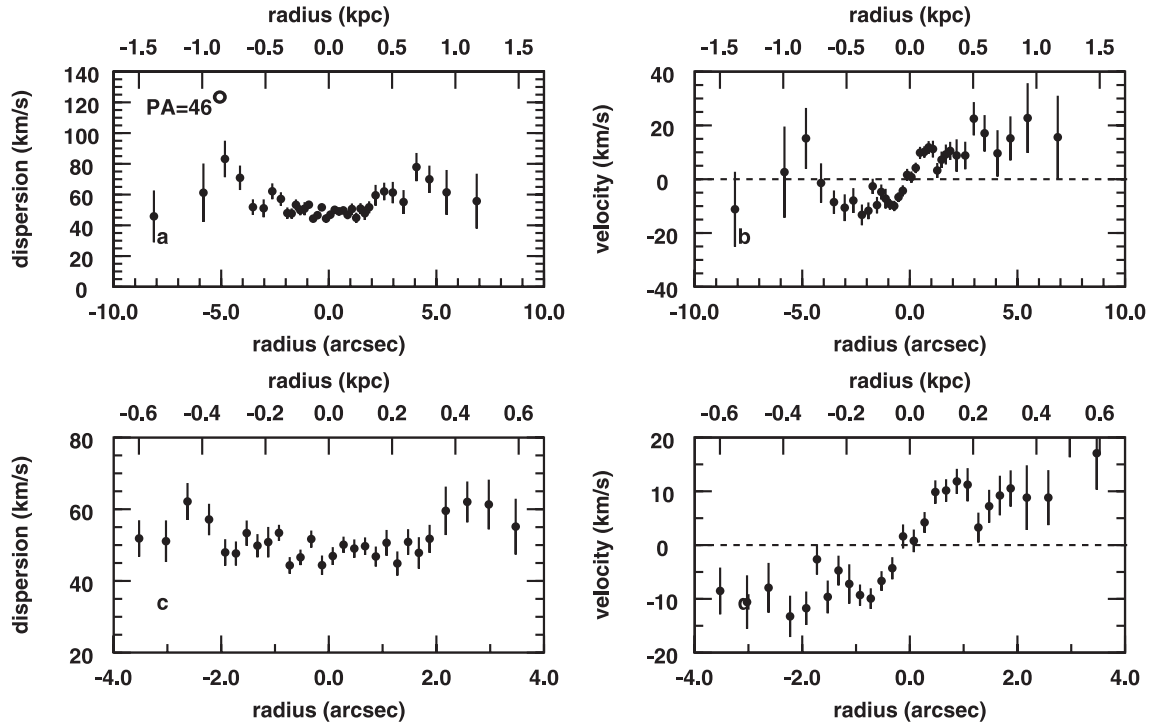 radius (kpc)
-1.4 -1.0 -0.5 0.0 0.5 1.0 1.4
140
120
100
80
60
40
20
0
dispersion (km/s)
PA=46°
a
-10.0 -5.0 0.0 5.0 10.0
radius (arcsec)
radius (kpc)
-1.4 -1.0 -0.5 0.0 0.5 1.0 1.4
40
20
0
-20
-40
velocity (km/s)
b
-10.0 -5.0 0.0 5.0 10.0
radius (arcsec)
radius (kpc)
-0.6 -0.4 -0.2 0.0 0.2 0.4 0.6
80
60
40
20
dispersion (km/s)
c
-4.0 -2.0 0.0 2.0 4.0
radius (arcsec)
radius (kpc)
-0.6 -0.4 -0.2 0.0 0.2 0.4 0.6
20
10
0
-10
-20
velocity (km/s)
d
-4.0 -2.0 0.0 2.0 4.0
radius (arcsec)